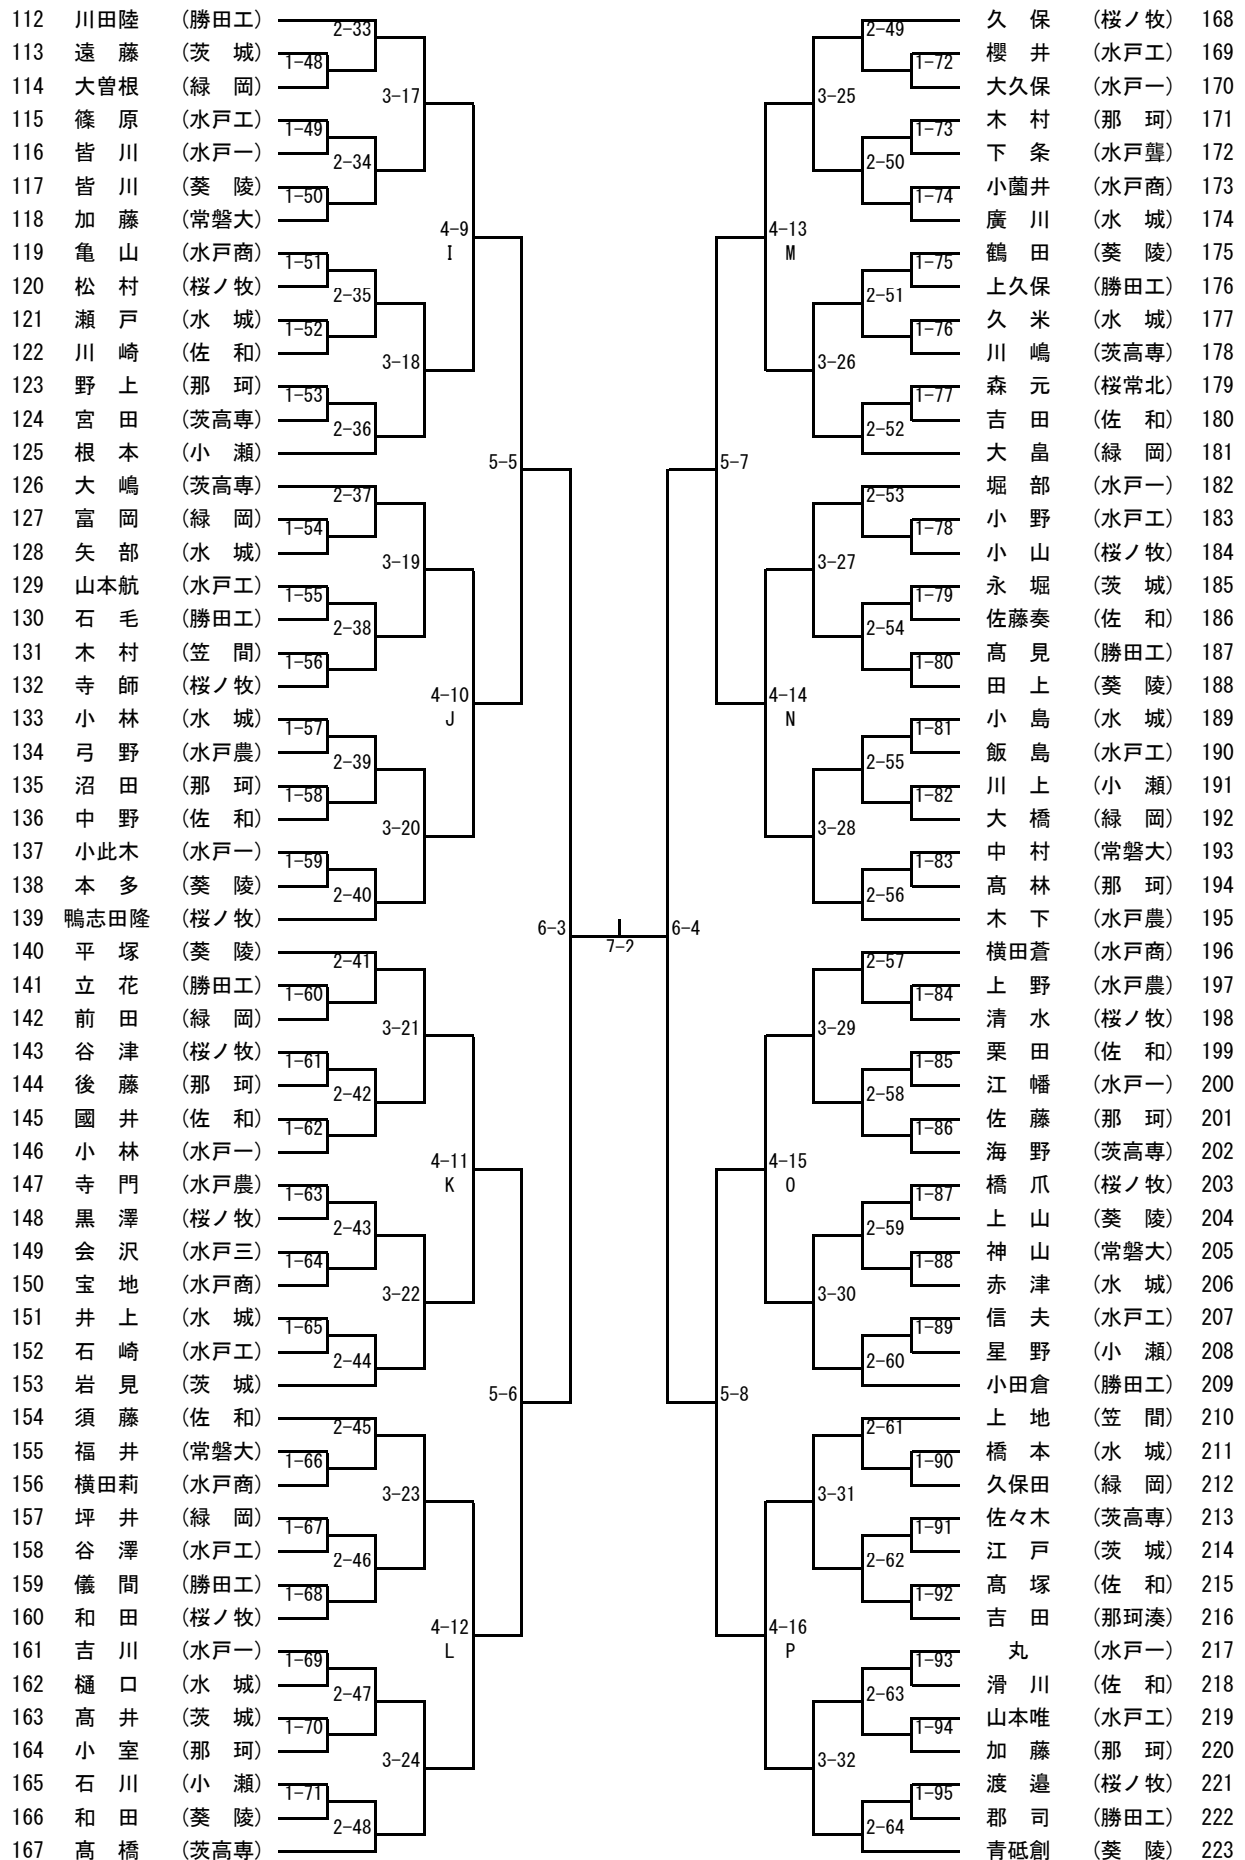 112 川田陸 (勝田工) 久 保 (桜ノ牧) 168
2-33 2-49
113 遠 藤 (茨 城) 櫻 井 (水戸工) 169
1-48 1-72
114 大曽根 (緑 岡) 大久保 (水戸一) 170
3-17 3-25
115 篠 原 (水戸工) 木 村 (那 珂) 171
1-49 1-73
116 皆 川 (水戸一) 下 条 (水戸聾) 172
2-34 2-50
117 皆 川 (葵 陵) 小薗井 (水戸商) 173
1-50 1-74
118 加 藤 (常磐大) 廣 川 (水 城) 174
4-9 4-13
119 亀 山 (水戸商) 鶴 田 (葵 陵) 175
I M
1-51 1-75
120 松 村 (桜ノ牧) 上久保 (勝田工) 176
2-35 2-51
121 瀬 戸 (水 城) 久 米 (水 城) 177
1-52 1-76
122 川 崎 (佐 和) 川 嶋 (茨高専) 178
3-18 3-26
123 野 上 (那 珂) 森 元 (桜常北) 179
1-53 1-77
124 宮 田 (茨高専) 吉 田 (佐 和) 180
2-36 2-52
125 根 本 (小 瀬) 大 畠 (緑 岡) 181
5-5 5-7
126 大 嶋 (茨高専) 堀 部 (水戸一) 182
2-37 2-53
127 富 岡 (緑 岡) 小 野 (水戸工) 183
1-54 1-78
128 矢 部 (水 城) 小 山 (桜ノ牧) 184
3-19 3-27
129 山本航 (水戸工) 永 堀 (茨 城) 185
1-55 1-79
130 石 毛 (勝田工) 佐藤奏 (佐 和) 186
2-38 2-54
131 木 村 (笠 間) 髙 見 (勝田工) 187
1-56 1-80
132 寺 師 (桜ノ牧) 田 上 (葵 陵) 188
4-10 4-14
133 小 林 (水 城) 小 島 (水 城) 189
J N
1-57 1-81
134 弓 野 (水戸農) 飯 島 (水戸工) 190
2-39 2-55
135 沼 田 (那 珂) 川 上 (小 瀬) 191
1-58 1-82
136 中 野 (佐 和) 大 橋 (緑 岡) 192
3-20 3-28
137 小此木 (水戸一) 中 村 (常磐大) 193
1-59 1-83
138 本 多 (葵 陵) 髙 林 (那 珂) 194
2-40 2-56
139 鴨志田隆 (桜ノ牧) 木 下 (水戸農) 195
6-3 6-4
7-2
140 平 塚 (葵 陵) 横田蒼 (水戸商) 196
2-41 2-57
141 立 花 (勝田工) 上 野 (水戸農) 197
1-60 1-84
142 前 田 (緑 岡) 清 水 (桜ノ牧) 198
3-21 3-29
143 谷 津 (桜ノ牧) 栗 田 (佐 和) 199
1-61 1-85
144 後 藤 (那 珂) 江 幡 (水戸一) 200
2-42 2-58
145 國 井 (佐 和) 佐 藤 (那 珂) 201
1-62 1-86
146 小 林 (水戸一) 海 野 (茨高専) 202
4-11 4-15
147 寺 門 (水戸農) 橋 爪 (桜ノ牧) 203
K O
1-63 1-87
148 黒 澤 (桜ノ牧) 上 山 (葵 陵) 204
2-43 2-59
149 会 沢 (水戸三) 神 山 (常磐大) 205
1-64 1-88
150 宝 地 (水戸商) 赤 津 (水 城) 206
3-22 3-30
151 井 上 (水 城) 信 夫 (水戸工) 207
1-65 1-89
152 石 崎 (水戸工) 星 野 (小 瀬) 208
2-44 2-60
153 岩 見 (茨 城) 小田倉 (勝田工) 209
5-6 5-8
154 須 藤 (佐 和) 上 地 (笠 間) 210
2-45 2-61
155 福 井 (常磐大) 橋 本 (水 城) 211
1-66 1-90
156 横田莉 (水戸商) 久保田 (緑 岡) 212
3-23 3-31
157 坪 井 (緑 岡) 佐々木 (茨高専) 213
1-67 1-91
158 谷 澤 (水戸工) 江 戸 (茨 城) 214
2-46 2-62
159 儀 間 (勝田工) 髙 塚 (佐 和) 215
1-68 1-92
160 和 田 (桜ノ牧) 吉 田 (那珂湊) 216
4-12 4-16
161 吉 川 (水戸一) 丸 (水戸一) 217
L P
1-69 1-93
162 樋 口 (水 城) 滑 川 (佐 和) 218
2-47 2-63
163 髙 井 (茨 城) 山本唯 (水戸工) 219
1-70 1-94
164 小 室 (那 珂) 加 藤 (那 珂) 220
3-24 3-32
165 石 川 (小 瀬) 渡 邉 (桜ノ牧) 221
1-71 1-95
166 和 田 (葵 陵) 郡 司 (勝田工) 222
2-48 2-64
167 髙 橋 (茨高専) 青砥創 (葵 陵) 223